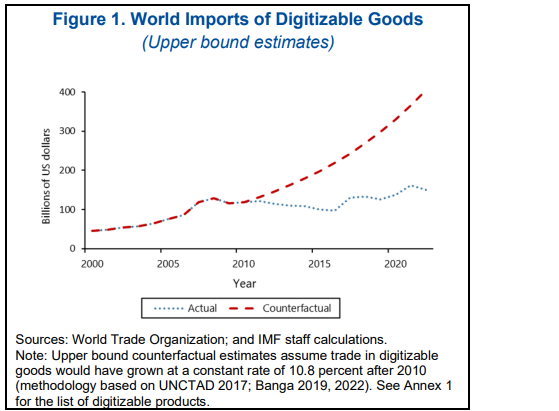 Figure 1. World Imports of Digitizable Goods
(Upper bound estimates)
400
300
200
100
0
Billions of US dollars
2000 2005 2010 2015 2020
Year
Actual Counterfactual
Sources: World Trade Organization; and IMF staff calculations.
Note: Upper bound counterfactual estimates assume trade in digitizable
goods would have grown at a constant rate of 10.8 percent after 2010
(methodology based on UNCTAD 2017; Banga 2019, 2022). See Annex 1
for the list of digitizable products.